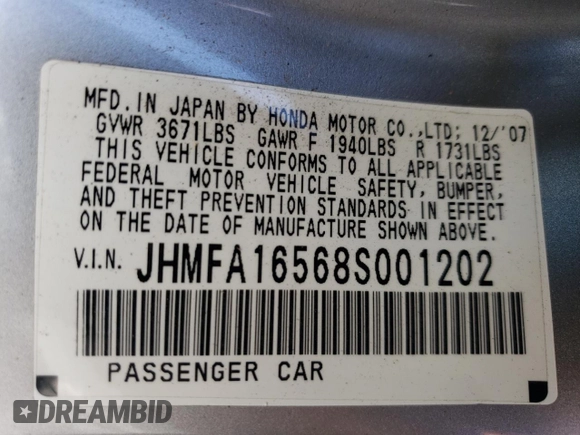 MFD. IN JAPAN BY HONDA MOTOR CO.,LTD; 12/'07
GVWR 3671LBS GAWR F 1940LBS R 1731LBS
THIS VEHICLE CONFORMS TO ALL APPLICABLE
FEDERAL MOTOR VEHICLE SAFETY, BUMPER,
AND THEFT PREVENTION STANDARDS IN EFFECT
ON THE DATE OF MANUFACTURE SHOWN ABOVE.
V.I.N. JHMFA16568S001202
PASSENGER CAR
DREAMBID